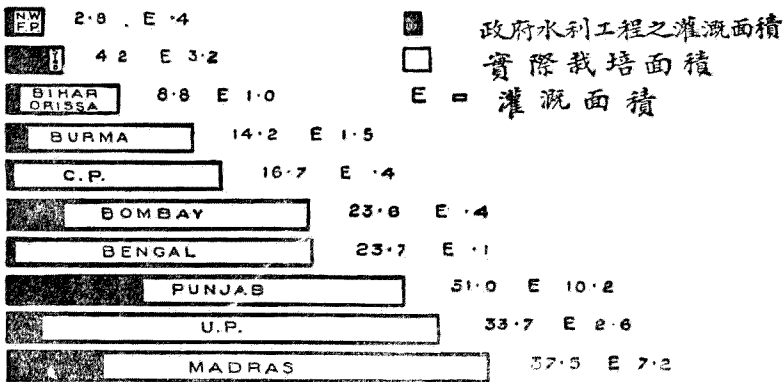 N.W F.P 2·8 . E ·4
4 2 E 3·2
BIHAR ORISSA 8·8 E 1·0
BURMA 14·2 E 1·5
C.P. 16·7 E ·4
BOMBAY 23·6 E ·4
BENGAL 23·7 E ·1
PUNJAB 31·0 E 10·2
U.P. 33·7 E 2·6
MADRAS 37·5 E 7·2
政府水利工程之灌溉面積
實際栽培面積
E = 灌溉面積